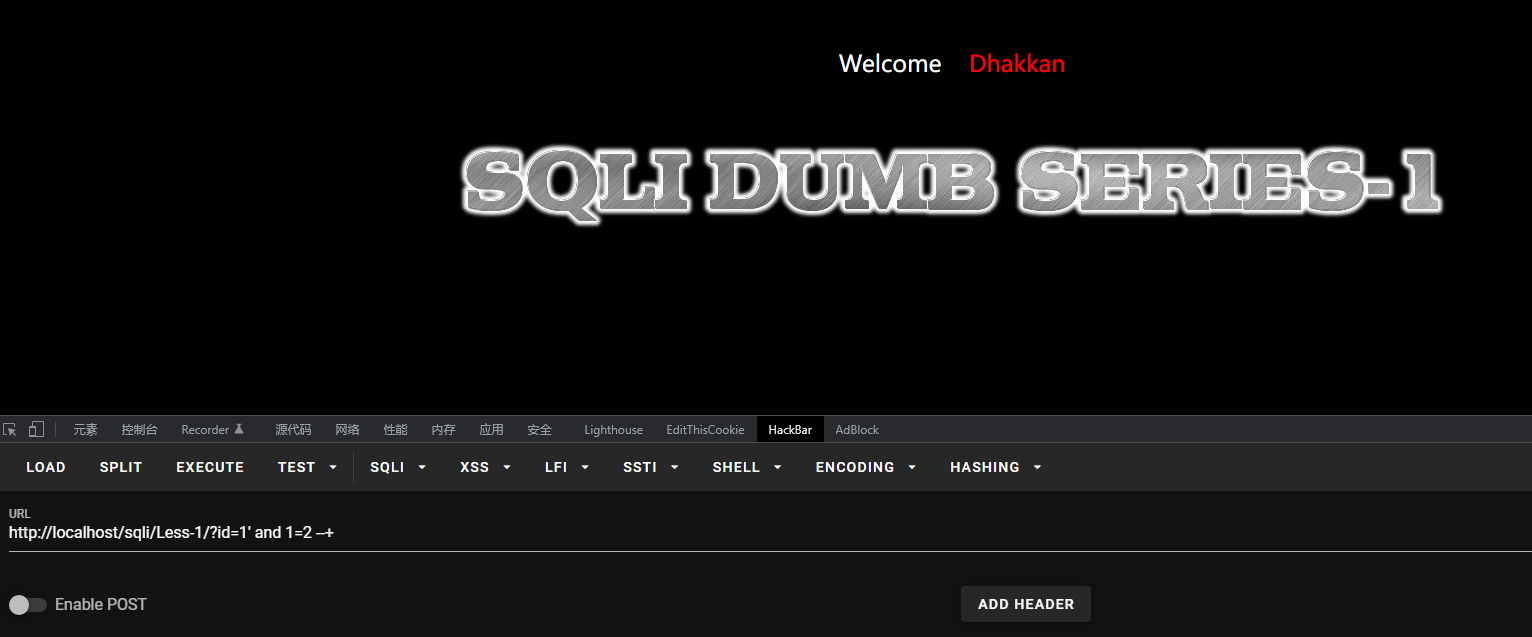 Welcome Dhakkan
SQLI DUMB SERIES-1
元素 控制台 Recorder 源代码 网络 性能 内存 应用 安全 Lighthouse EditThisCookie HackBar AdBlock
LOAD SPLIT EXECUTE TEST SQLI XSS LFI SSTI SHELL ENCODING HASHING
URL
http://localhost/sqli/Less-1/?id=1' and 1=2 --+
Enable POST ADD HEADER